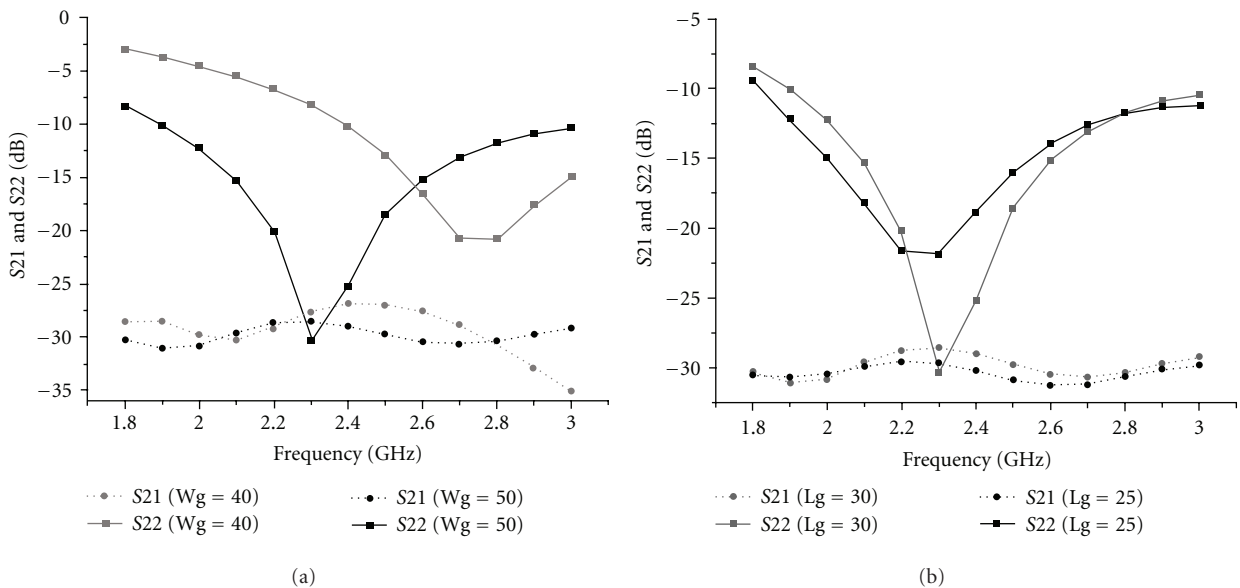 0
−5
−10
−15
−20
−25
−30
−35
S21 and S22 (dB)
1.8 2 2.2 2.4 2.6 2.8 3
Frequency (GHz)
S21 (Wg = 40) S21 (Wg = 50)
S22 (Wg = 40) S22 (Wg = 50)
(a)
−5
−10
−15
−20
−25
−30
S21 and S22 (dB)
1.8 2 2.2 2.4 2.6 2.8 3
Frequency (GHz)
S21 (Lg = 30) S21 (Lg = 25)
S22 (Lg = 30) S22 (Lg = 25)
(b)